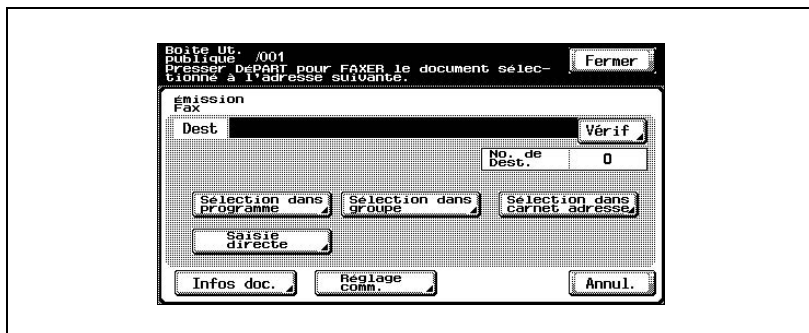 Boîte Ut.
publique /001
Presser DéPART pour FAXER le document sélec-
tionné à l'adresse suivante.
Fermer
Émission
Fax
Dest
Vérif
No. de
Dest.
0
Sélection dans
programme
Sélection dans
groupe
Sélection dans
carnet adresse
Saisie
directe
Infos doc.
Réglage
comm.
Annul.